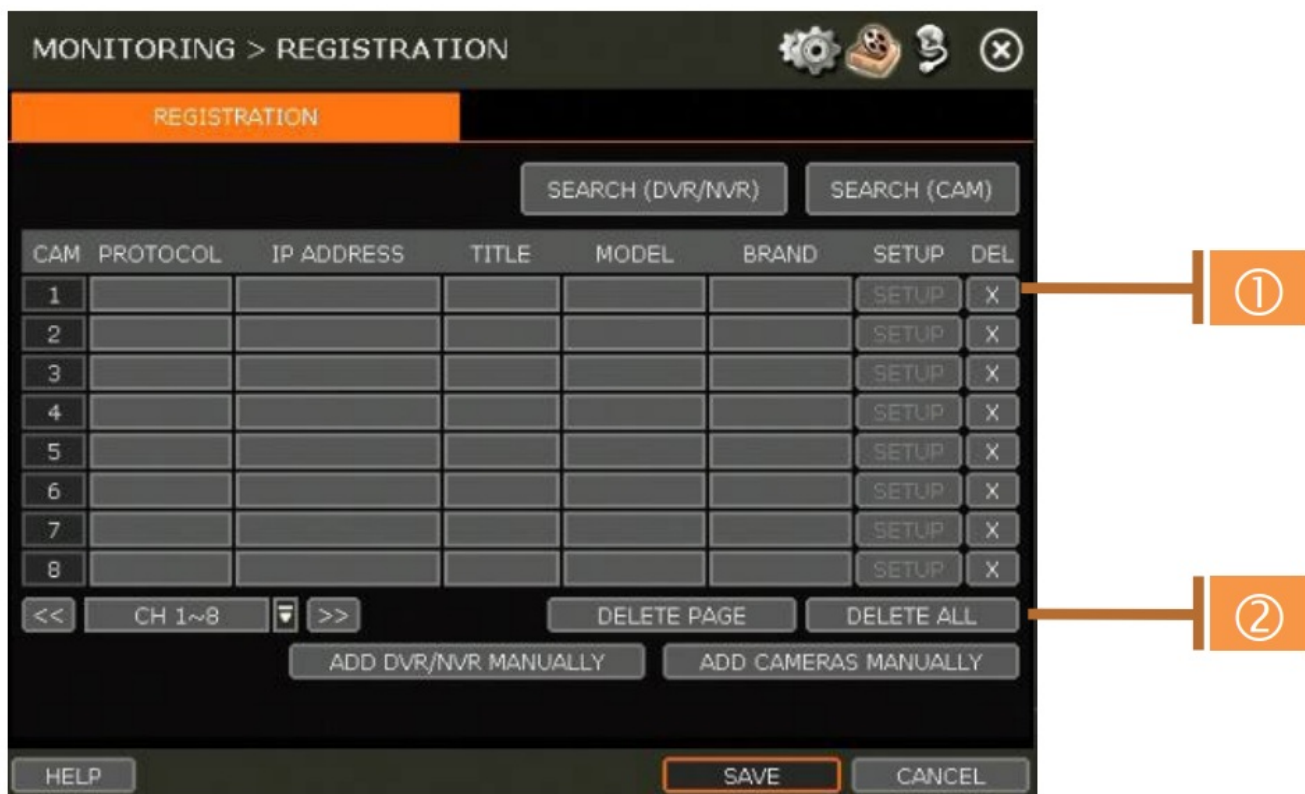 MONITORING > REGISTRATION
REGISTRATION
SEARCH (DVR/NVR) SEARCH (CAM)
CAM PROTOCOL IP ADDRESS TITLE MODEL BRAND SETUP DEL
1 SETUP X
①
2 SETUP X
3 SETUP X
4 SETUP X
5 SETUP X
6 SETUP X
7 SETUP X
8 SETUP X
<< CH 1~8 >> DELETE PAGE DELETE ALL
②
ADD DVR/NVR MANUALLY ADD CAMERAS MANUALLY
HELP SAVE CANCEL